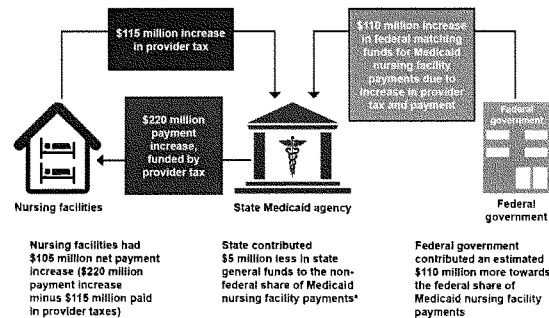 $115 million increase
in provider tax
$110 million increase
in federal matching
funds for Medicaid
nursing facility
payments due to
increase in provider
tax and payment
$220 million
payment
increase,
funded by
provider tax
Federal
government
Nursing facilities
State Medicaid agency
Federal
government
Nursing facilities had
$105 million net payment
increase ($220 million
payment increase
minus $115 million paid
in provider taxes)
State contributed
$5 million less in state
general funds to the non-
federal share of Medicaid
nursing facility payments*
Federal government
contributed an estimated
$110 million more towards
the federal share of
Medicaid nursing facility
payments